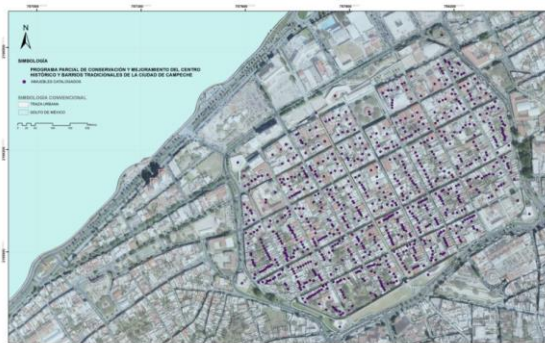 N
SIMBOLOGÍA
PROGRAMA PARCIAL DE CONSERVACIÓN Y MEJORAMIENTO DEL CENTRO
HISTÓRICO Y BARRIOS TRADICIONALES DE LA CIUDAD DE CAMPECHE
INMUEBLES CATALOGADOS
SIMBOLOGÍA CONVENCIONAL
TRAZA URBANA
GOLFO DE MÉXICO